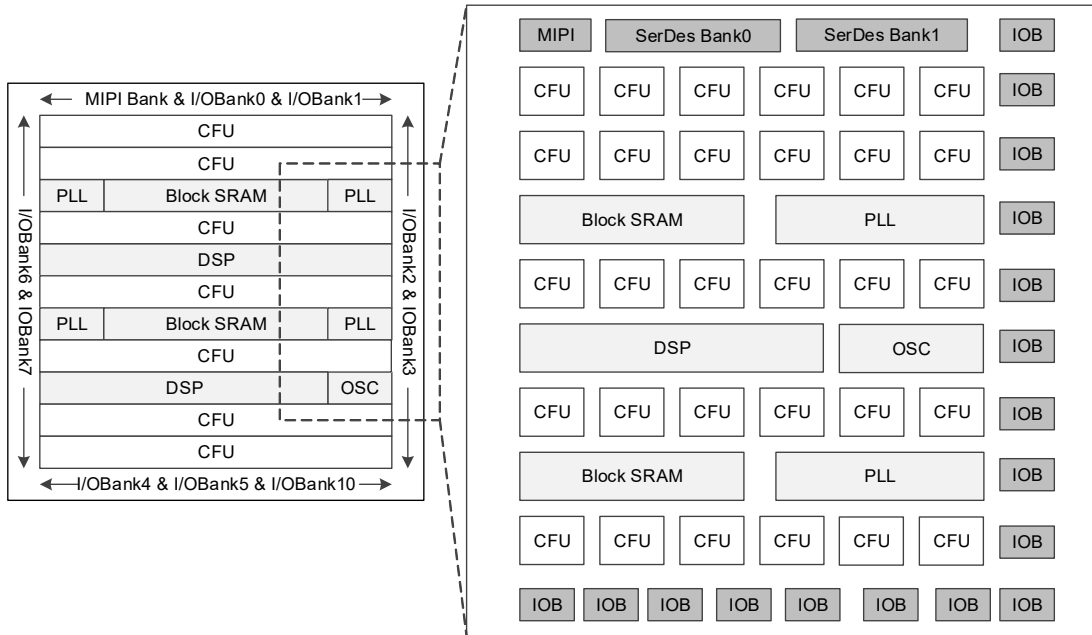 MIPI Bank & I/OBank0 & I/OBank1
I/OBank6 & IOBank7
CFU
CFU
PLL Block SRAM PLL
CFU
DSP
CFU
PLL Block SRAM PLL
CFU
DSP OSC
CFU
CFU
I/OBank2 & IOBank3
I/OBank4 & I/OBank5 & I/OBank10
MIPI SerDes Bank0 SerDes Bank1 IOB
CFU CFU CFU CFU CFU CFU IOB
CFU CFU CFU CFU CFU CFU IOB
Block SRAM PLL IOB
CFU CFU CFU CFU CFU CFU IOB
DSP OSC IOB
CFU CFU CFU CFU CFU CFU IOB
Block SRAM PLL IOB
CFU CFU CFU CFU CFU CFU IOB
IOB IOB IOB IOB IOB IOB IOB IOB